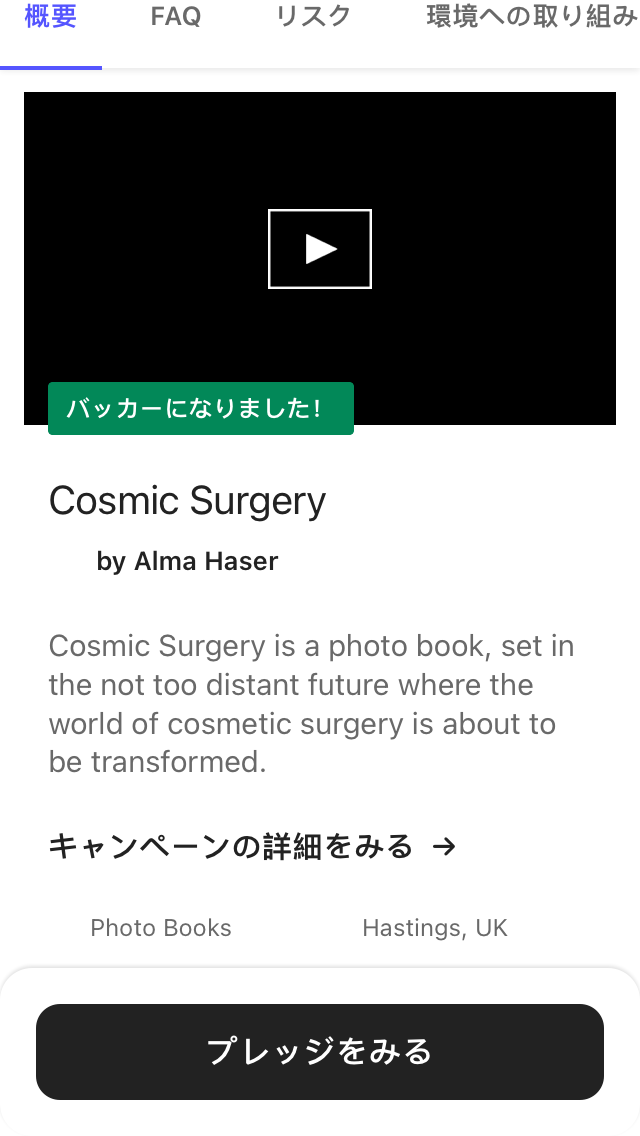 概要 FAQ リスク 環境への取り組み
バッカーになりました!
Cosmic Surgery
by Alma Haser
Cosmic Surgery is a photo book, set in
the not too distant future where the
world of cosmetic surgery is about to
be transformed.
キャンペーンの詳細をみる →
Photo Books Hastings, UK
プレッジをみる